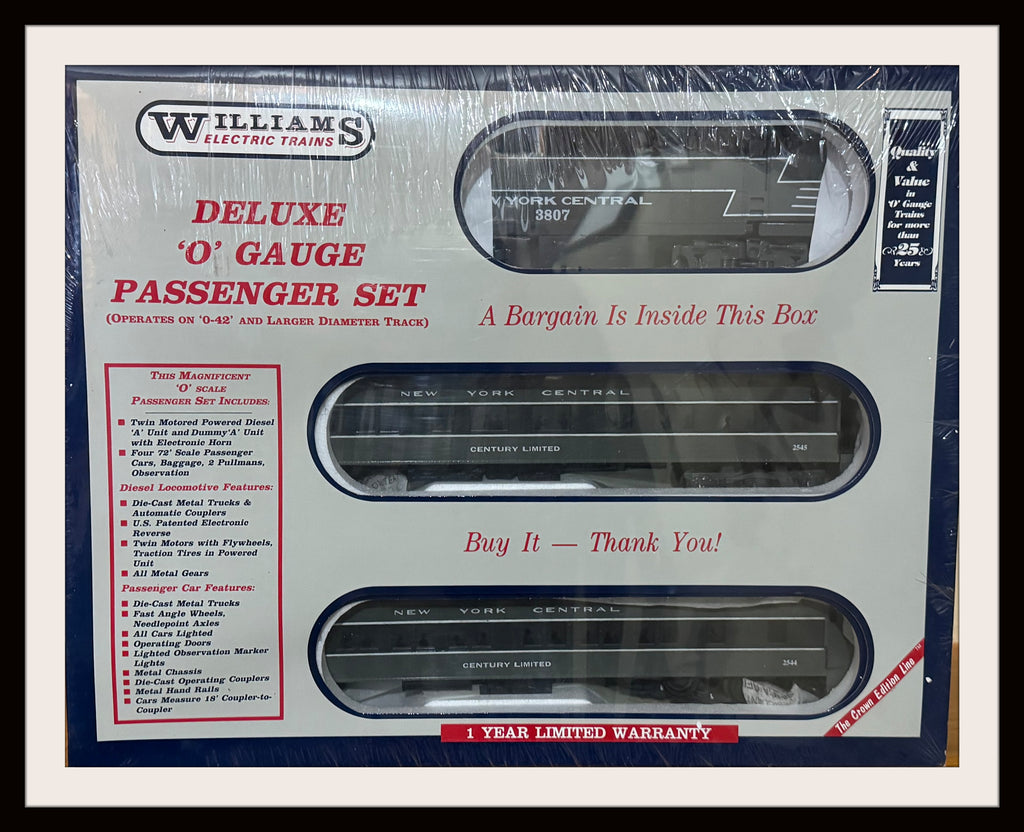 WILLIAMS
ELECTRIC TRAINS
DELUXE
'O' GAUGE
PASSENGER SET
(OPERATES ON '0-42' AND LARGER DIAMETER TRACK)
W YORK CENTRAL
3807
Quality
&
Value
in
'O' Gauge
Trains
for more
than
25
Years
A Bargain Is Inside This Box
THIS MAGNIFICENT
'O' SCALE
PASSENGER SET INCLUDES:
Twin Motored Powered Diesel
'A' Unit and Dummy'A' Unit
with Electronic Horn
Four 72' Scale Passenger
Cars, Baggage, 2 Pullmans,
Observation
Diesel Locomotive Features:
Die-Cast Metal Trucks &
Automatic Couplers
U.S. Patented Electronic
Reverse
Twin Motors with Flywheels,
Traction Tires in Powered
Unit
All Metal Gears
Passenger Car Features:
Die-Cast Metal Trucks
Fast Angle Wheels,
Needlepoint Axles
All Cars Lighted
Operating Doors
Lighted Observation Marker
Lights
Metal Chassis
Die-Cast Operating Couplers
Metal Hand Rails
Cars Measure 18' Coupler-to-
Coupler
NEW YORK CENTRAL
CENTURY LIMITED 2545
Buy It — Thank You!
NEW YORK CENTRAL
CENTURY LIMITED 2544
The Crown Edition Line ™
1 YEAR LIMITED WARRANTY